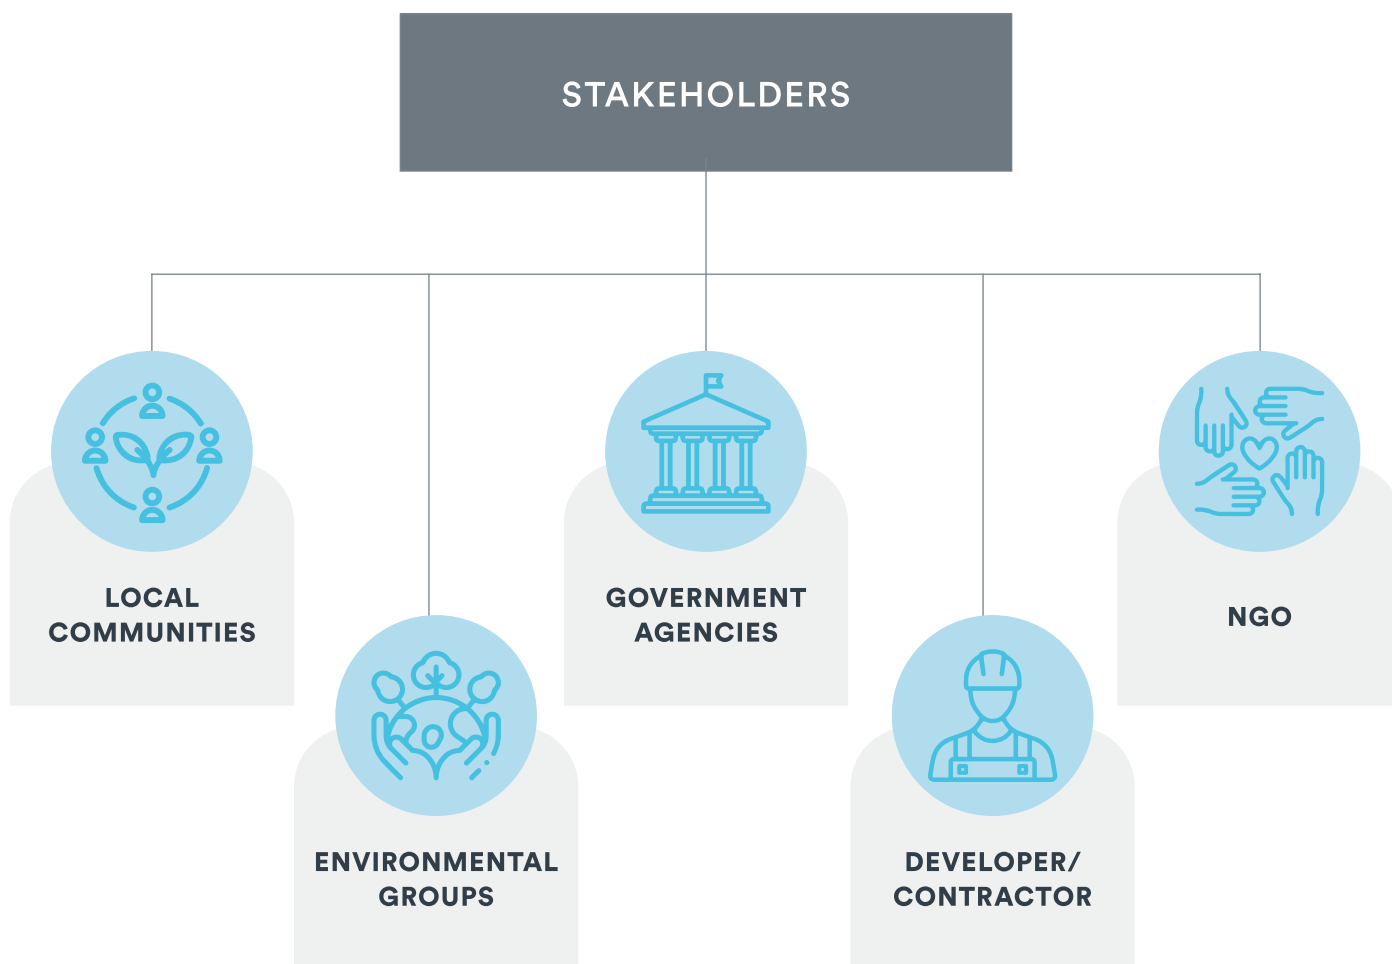 STAKEHOLDERS
LOCAL
COMMUNITIES
GOVERNMENT
AGENCIES
NGO
ENVIRONMENTAL
GROUPS
DEVELOPER/
CONTRACTOR